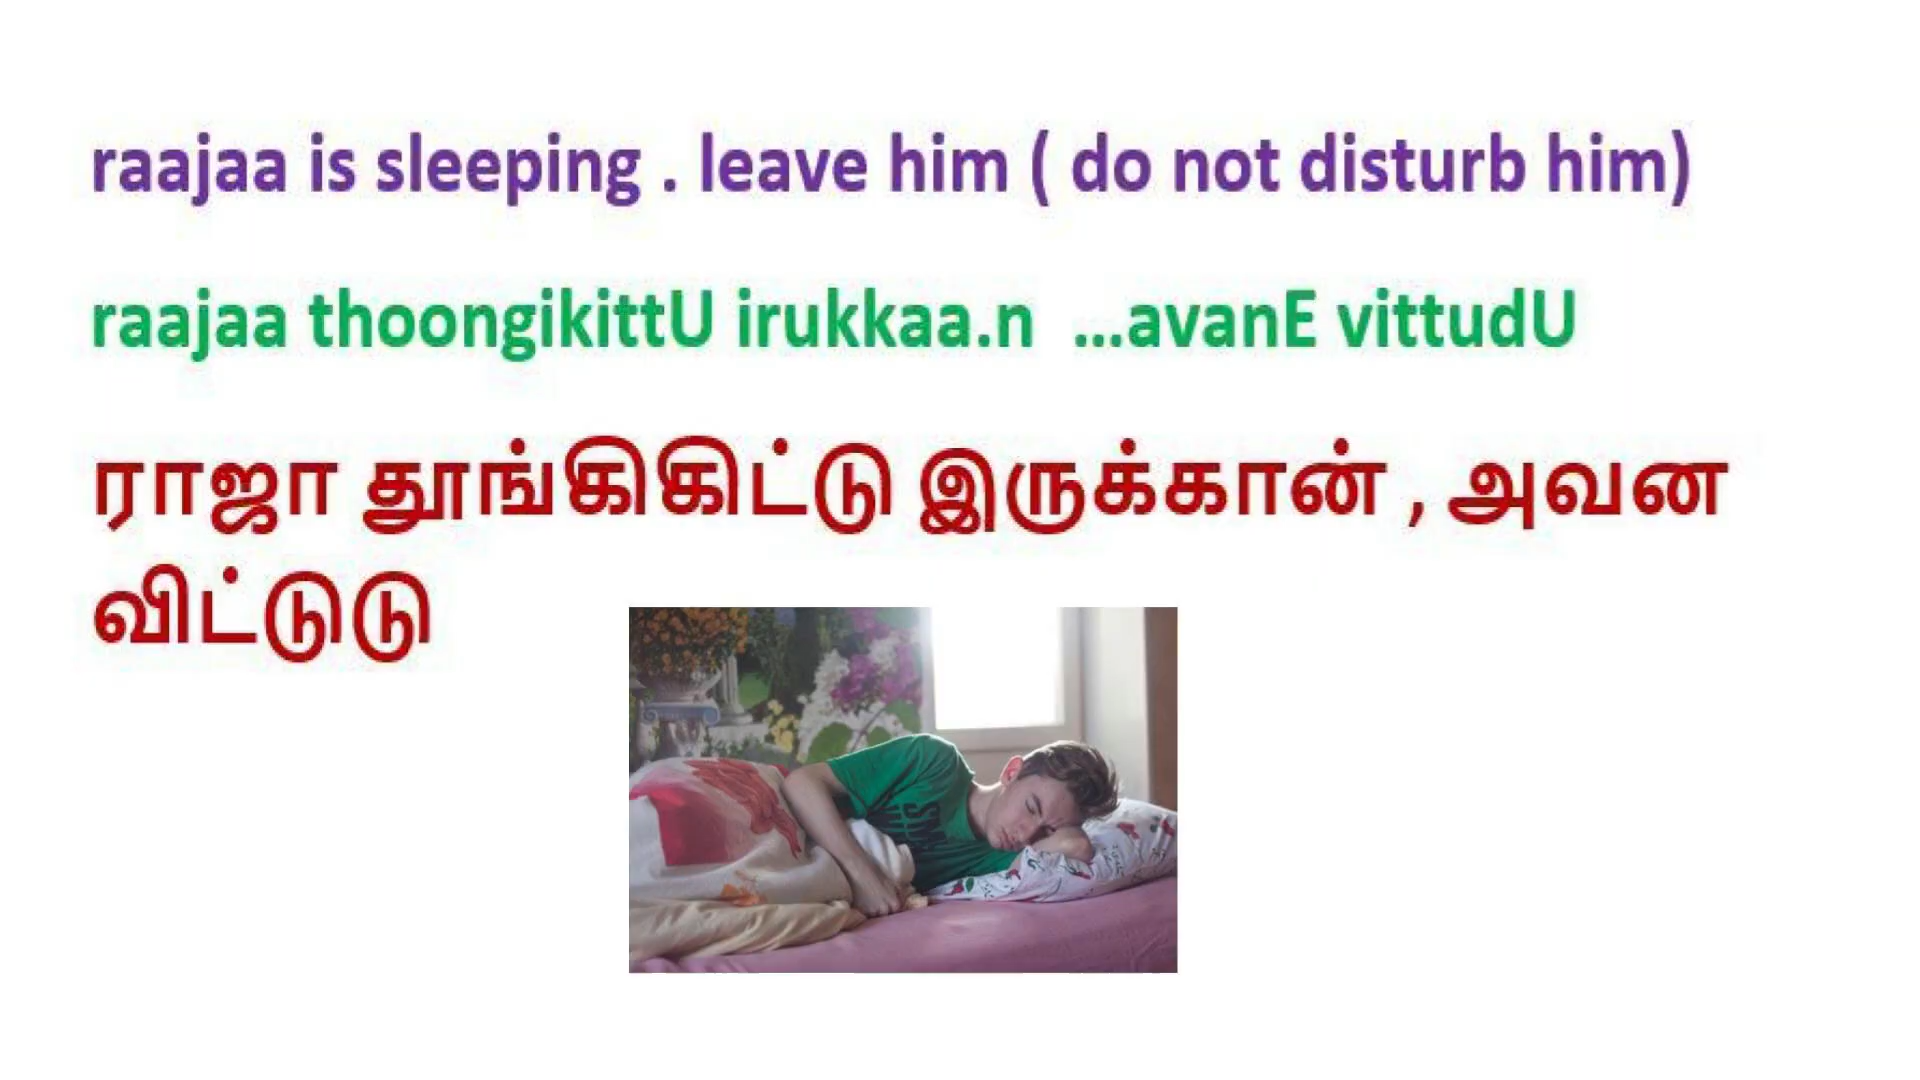 raajaa is sleeping . leave him ( do not disturb him)
raajaa thoongikittU irukkaa.n ...avanE vittudU
ராஜா தூங்கிகிட்டு இருக்கான் , அவன
விட்டுடு